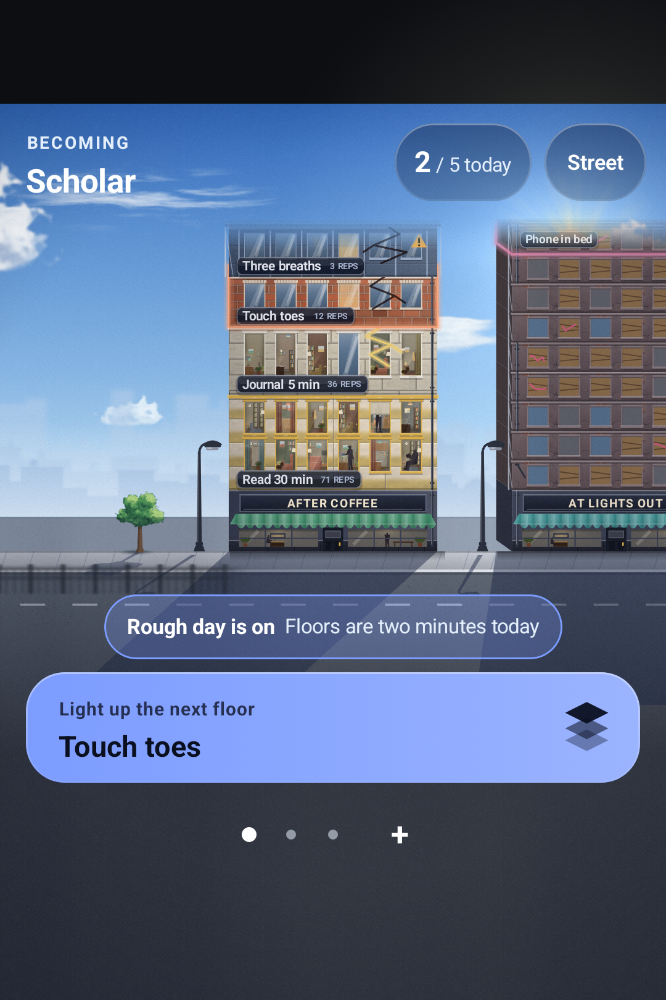 BECOMING
Scholar
2 / 5 today
Street
Phone in bed
Three breaths 3 REPS
Touch toes 12 REPS
Journal 5 min 36 REPS
Read 30 min 71 REPS
AFTER COFFEE
AT LIGHTS OUT
Rough day is on Floors are two minutes today
Light up the next floor
Touch toes
+